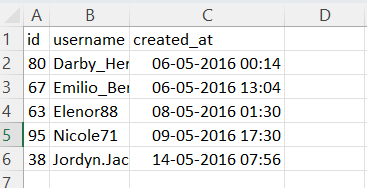 A B C D
1 id username created_at
2 80 Darby_Her 06-05-2016 00:14
3 67 Emilio_Ber 06-05-2016 13:04
4 63 Elenor88 08-05-2016 01:30
5 95 Nicole71 09-05-2016 17:30
6 38 Jordyn.Jac 14-05-2016 07:56
7